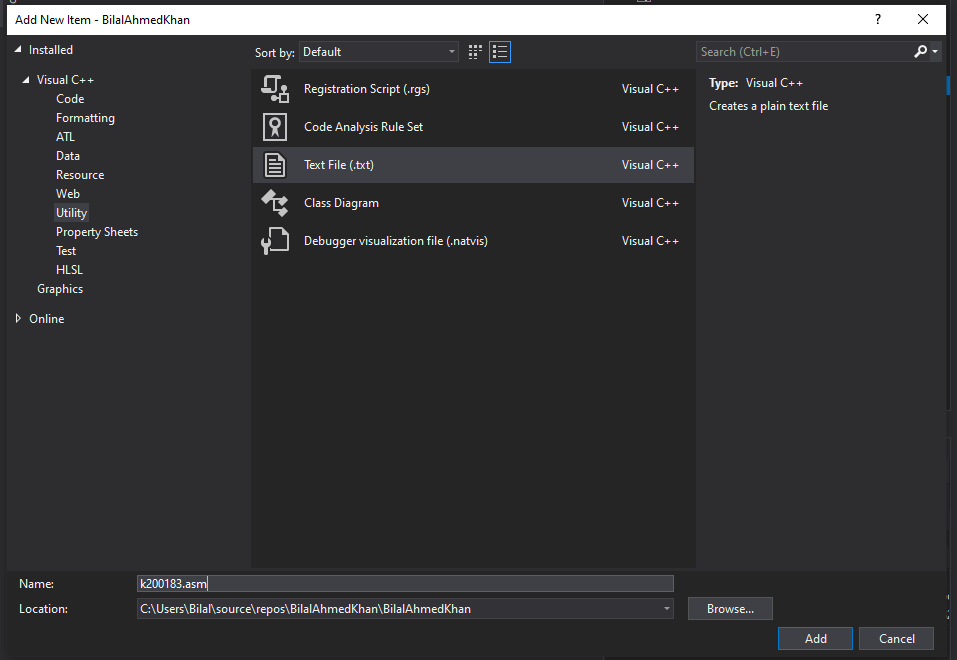 Add New Item - BilalAhmedKhan
?
Installed
Visual C++
Code
Formatting
ATL
Data
Resource
Web
Utility
Property Sheets
Test
HLSL
Graphics
Online
Sort by: Default
Registration Script (.rgs) Visual C++
Code Analysis Rule Set Visual C++
Text File (.txt) Visual C++
Class Diagram Visual C++
Debugger visualization file (.natvis) Visual C++
Search (Ctrl+E)
Type: Visual C++
Creates a plain text file
Name: k200183.asm
Location: C:\Users\Bilal\source\repos\BilalAhmedKhan\BilalAhmedKhan
Browse...
Add Cancel